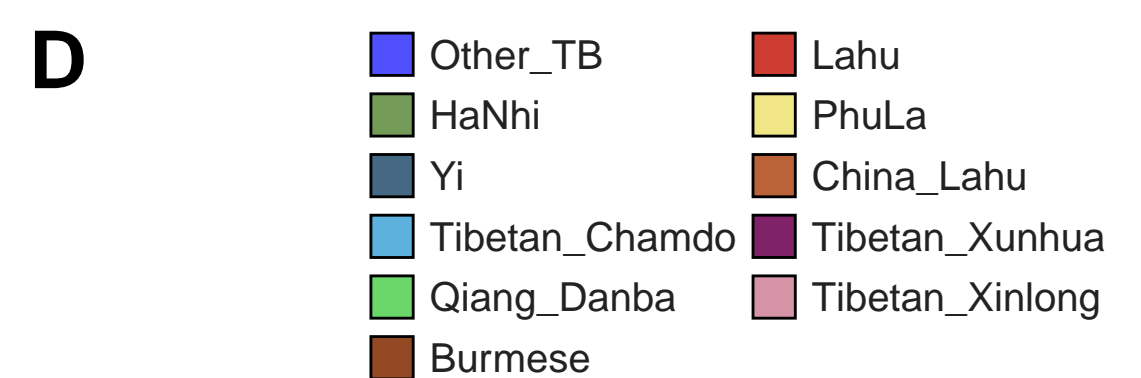 D
Other_TB Lahu
HaNhi PhuLa
Yi China_Lahu
Tibetan_Chamdo Tibetan_Xunhua
Qiang_Danba Tibetan_Xinlong
Burmese